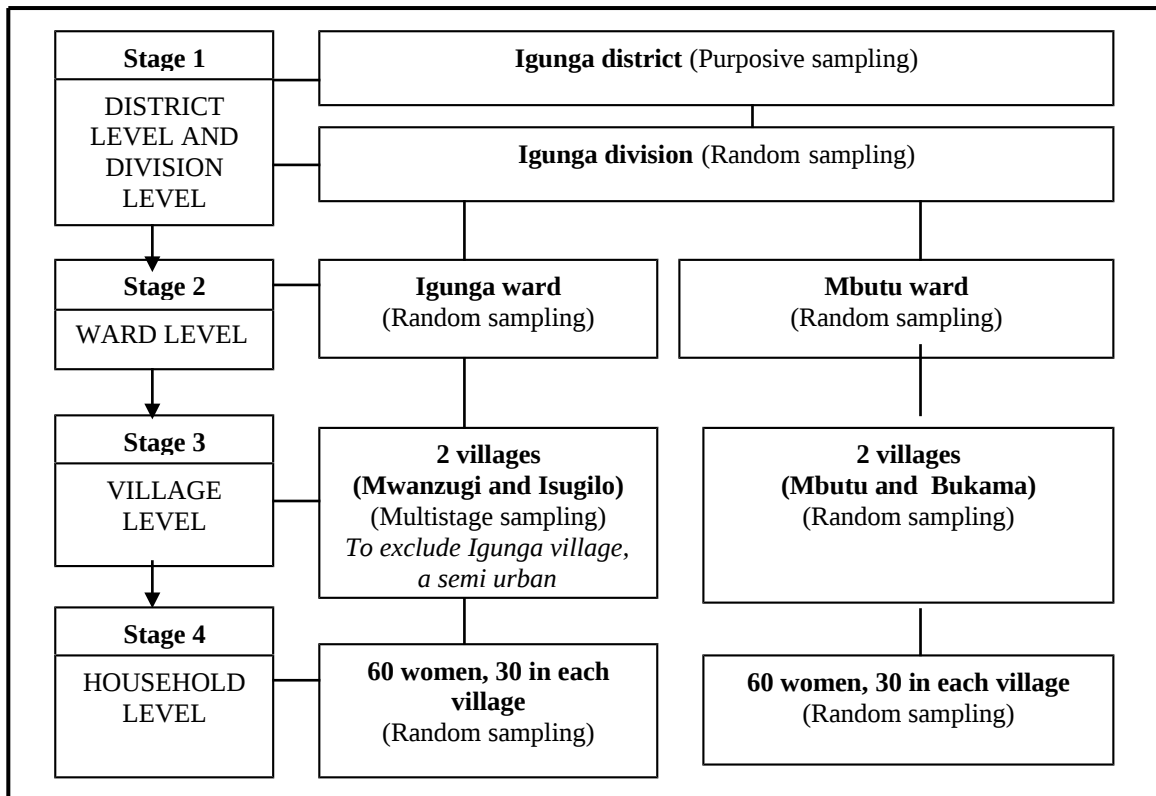 Stage 1
DISTRICT
LEVEL AND
DIVISION
LEVEL
Igunga district (Purposive sampling)
Igunga division (Random sampling)
Stage 2
WARD LEVEL
Igunga ward
(Random sampling)
Mbutu ward
(Random sampling)
Stage 3
VILLAGE
LEVEL
2 villages
(Mwanzugi and Isugilo)
(Multistage sampling)
To exclude Igunga village,
a semi urban
2 villages
(Mbutu and Bukama)
(Random sampling)
Stage 4
HOUSEHOLD
LEVEL
60 women, 30 in each
village
(Random sampling)
60 women, 30 in each village
(Random sampling)